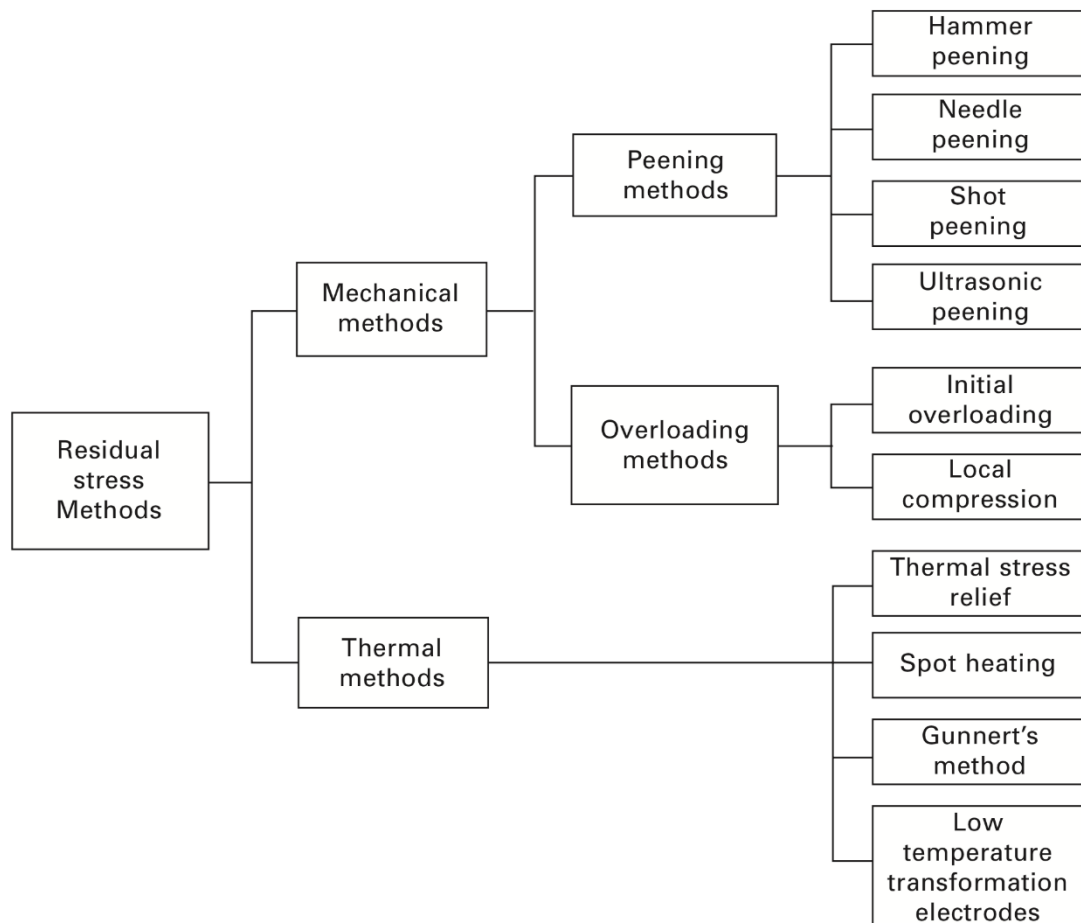 Hammer
peening
Needle
peening
Peening
methods
Shot
peening
Ultrasonic
peening
Mechanical
methods
Initial
overloading
Overloading
methods
Local
compression
Residual
stress
Methods
Thermal stress
relief
Thermal
methods
Spot heating
Gunnert’s
method
Low
temperature
transformation
electrodes